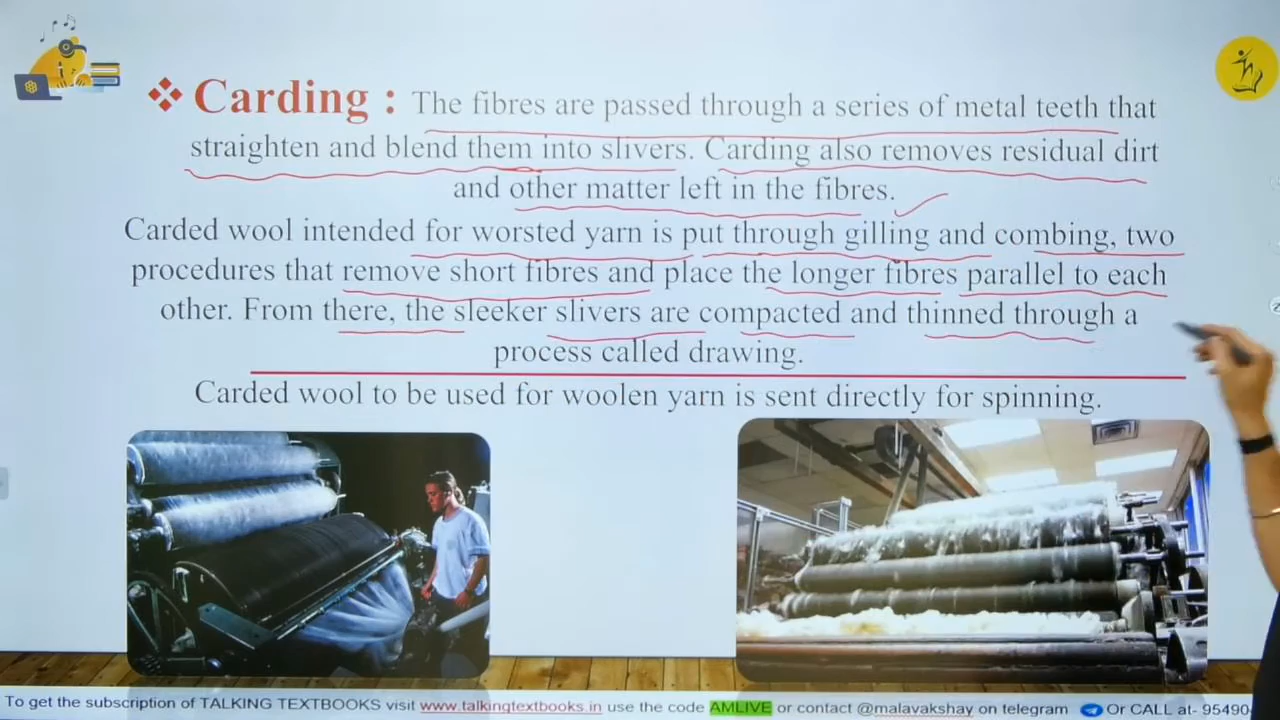 ❖ Carding : The fibres are passed through a series of metal teeth that
straighten and blend them into slivers. Carding also removes residual dirt
and other matter left in the fibres.
Carded wool intended for worsted yarn is put through gilling and combing, two
procedures that remove short fibres and place the longer fibres parallel to each
other. From there, the sleeker slivers are compacted and thinned through a
process called drawing.
Carded wool to be used for woolen yarn is sent directly for spinning.
To get the subscription of TALKING TEXTBOOKS visit www.talkingtextbooks.in use the code AMLIVE or contact @malavakshay on telegram Or CALL at- 95490